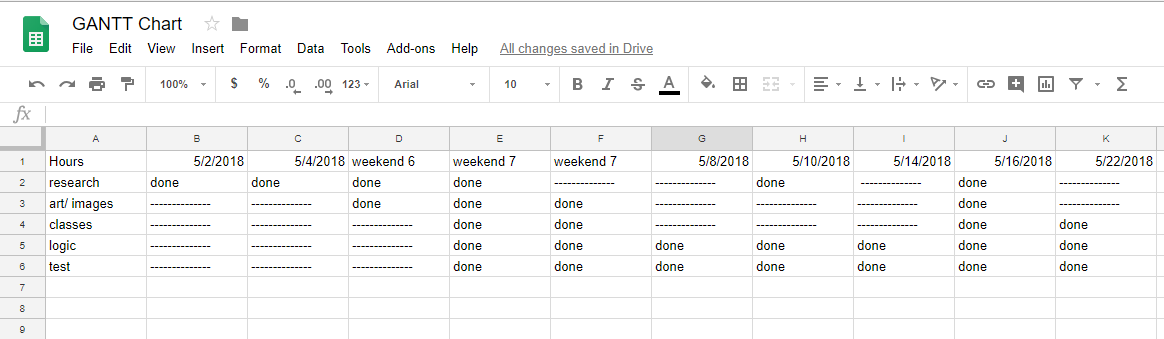 GANTT Chart
File Edit View Insert Format Data Tools Add-ons Help All changes saved in Drive
100% $ % .0 .00 123 Arial 10 B I S A Σ
fx
A B C D E F G H I J K
1 Hours 5/2/2018 5/4/2018 weekend 6 weekend 7 weekend 7 5/8/2018 5/10/2018 5/14/2018 5/16/2018 5/22/2018
2 research done done done done -------------- -------------- done -------------- done --------------
3 art/ images -------------- -------------- done done done -------------- -------------- -------------- done --------------
4 classes -------------- -------------- -------------- done done -------------- -------------- -------------- done done
5 logic -------------- -------------- -------------- done done done done done done done
6 test -------------- -------------- -------------- done done done done done done done
7
8
9